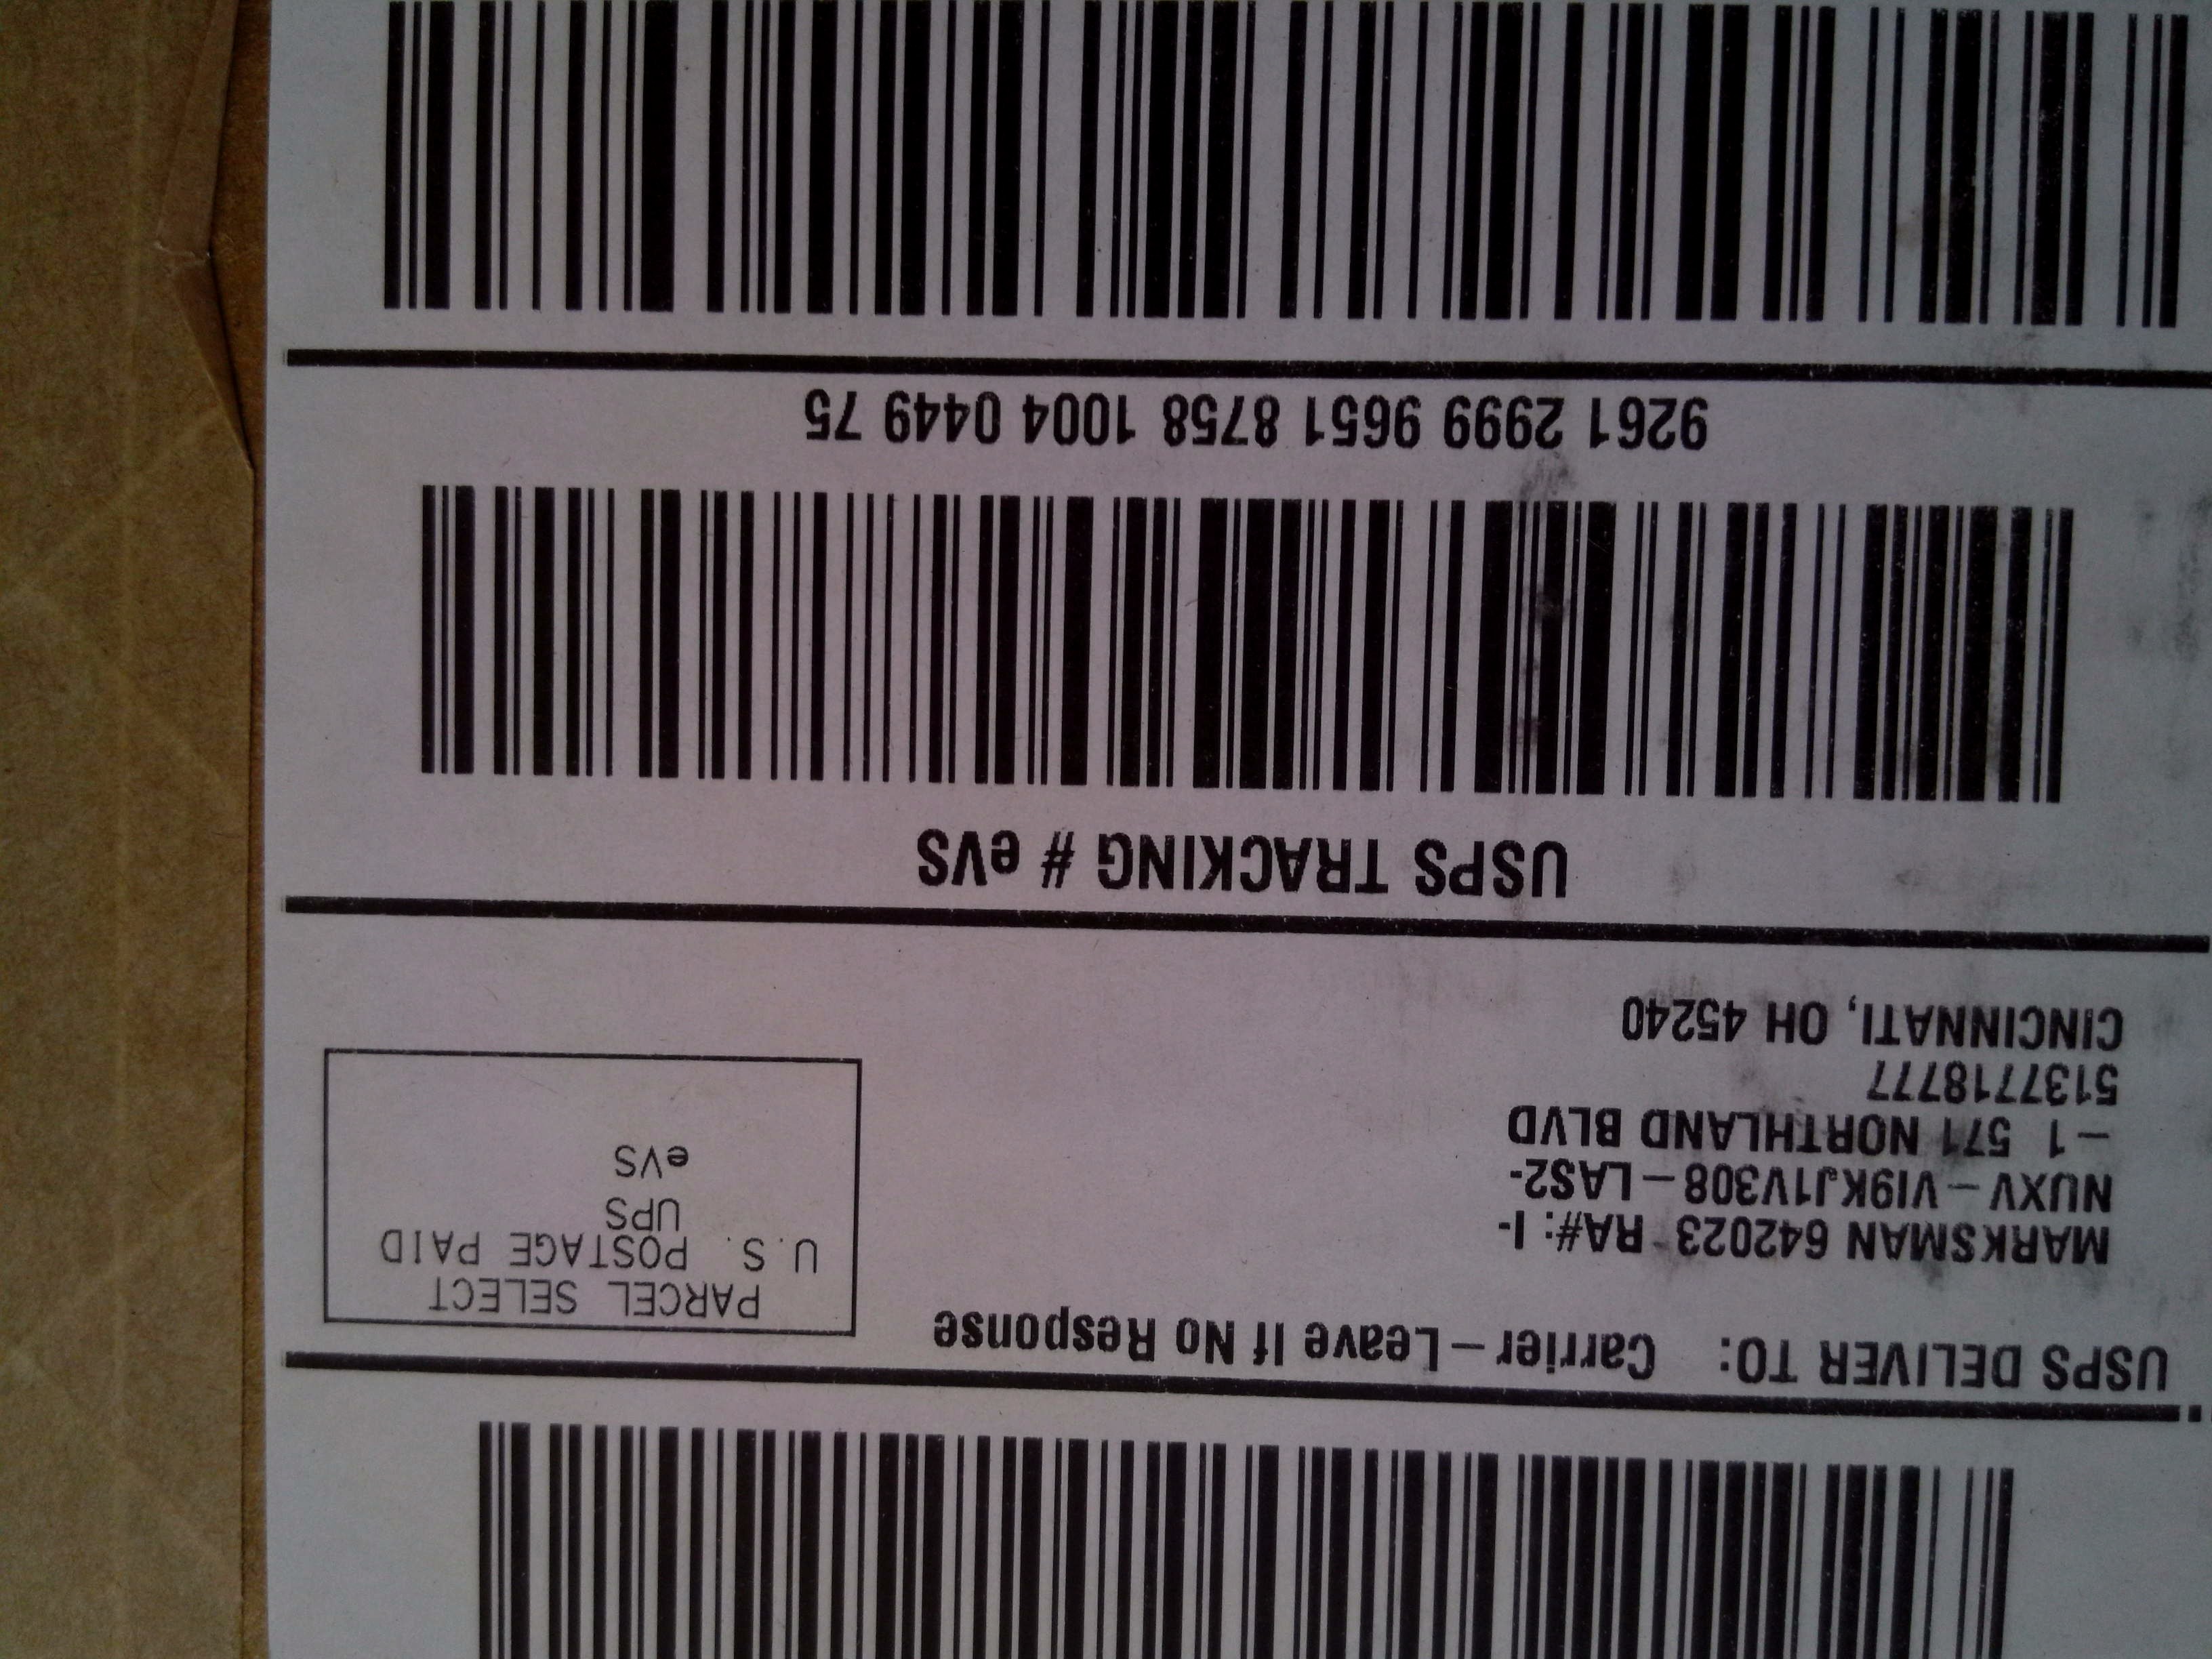 USPS DELIVER TO: Carrier – Leave If No Response
MARKSMAN 642023 RA#: I-
NUXV – VI9KJ1V308 – LAS2-
– 1 571 NORTHLAND BLVD
5137718777
CINCINNATI, OH 45240
PARCEL SELECT
U.S. POSTAGE PAID
UPS
eVS
USPS TRACKING # eVS
9261 2999 9651 8758 1004 0449 75